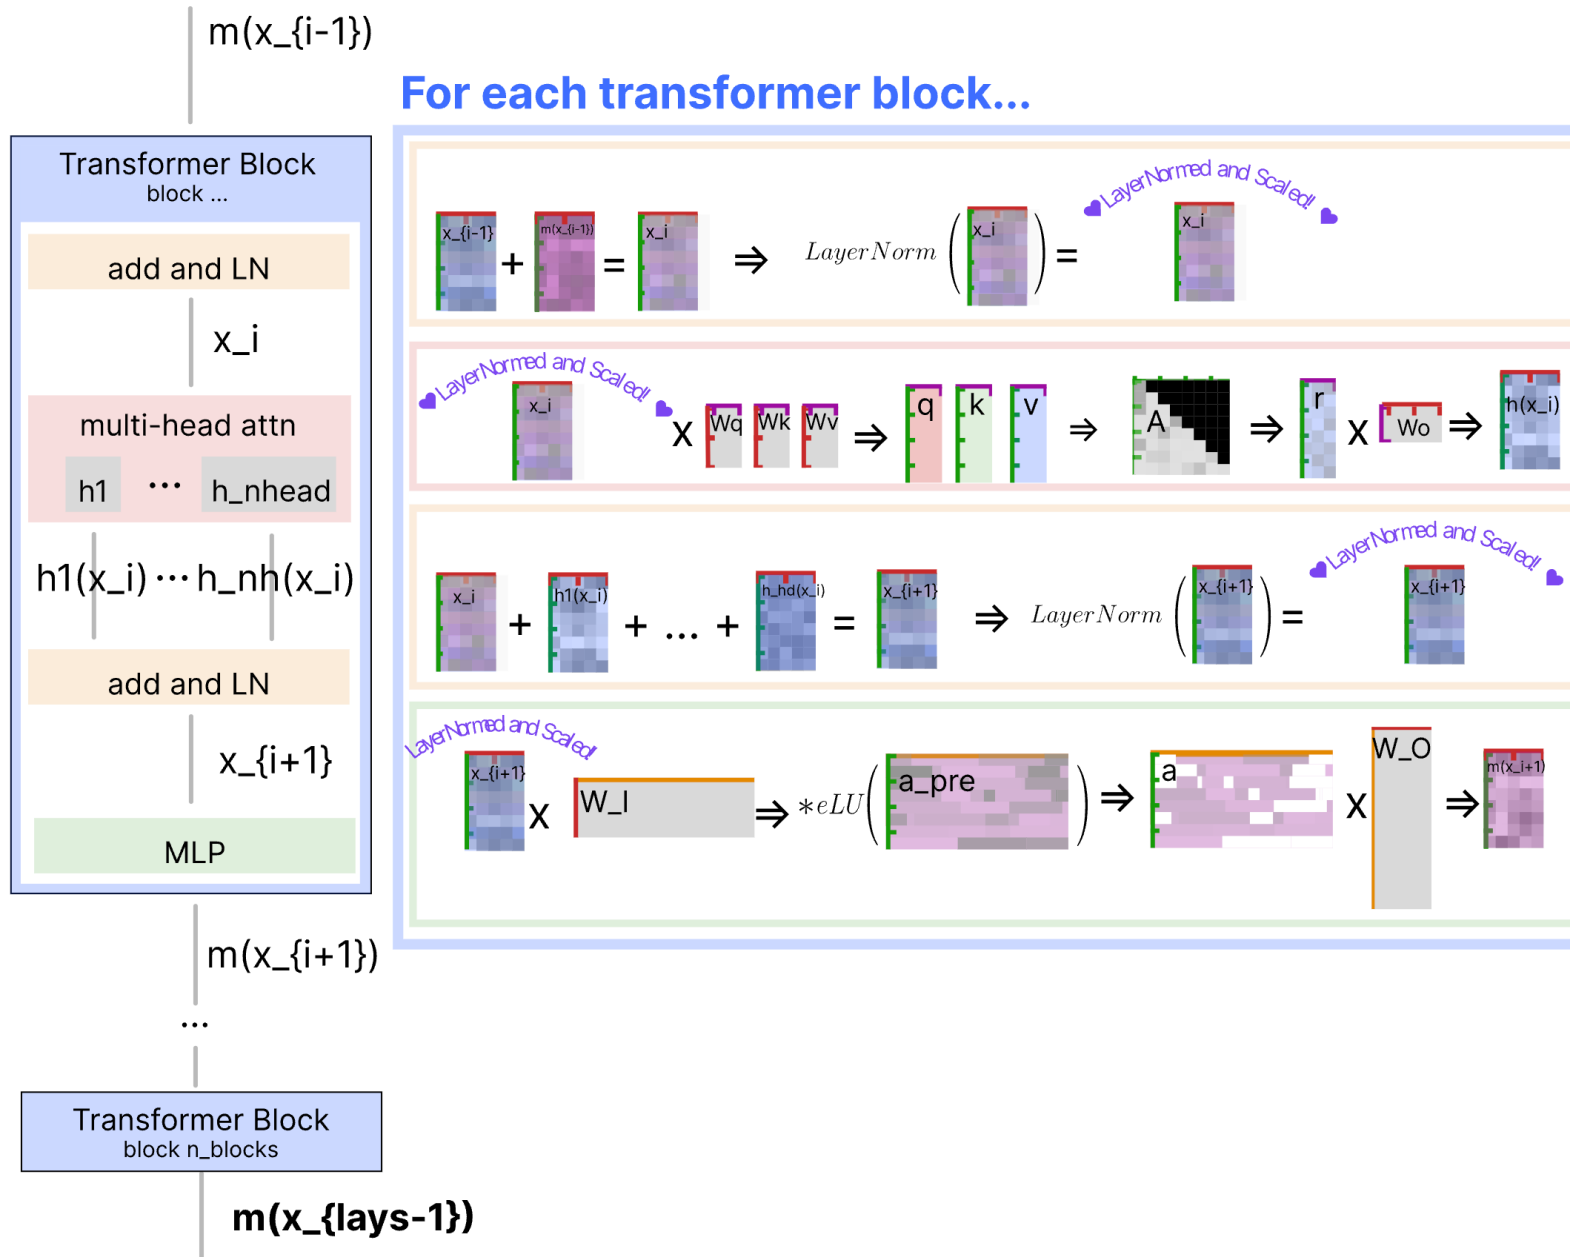 m(x_{i-1})
Transformer Block
block ...
add and LN
x_i
multi-head attn
h1 ... h_nhead
h1(x_i) ... h_nh(x_i)
add and LN
x_{i+1}
MLP
m(x_{i+1})
...
Transformer Block
block n_blocks
m(x_{lays-1})
For each transformer block...
LayerNormed and Scaled!
x_{i-1} + m(x_{i-1}) = x_i ⇒ LayerNorm ( x_i ) = x_i
LayerNormed and Scaled!
x_i X Wq Wk Wv ⇒ q k v ⇒ A ⇒ r X Wo ⇒ h(x_i)
LayerNormed and Scaled!
x_i + h1(x_i) + ... + h_hd(x_i) = x_{i+1} ⇒ LayerNorm ( x_{i+1} ) = x_{i+1}
LayerNormed and Scaled!
x_{i+1} X W_I ⇒ *eLU ( a_pre ) ⇒ a X W_O ⇒ m(x_i+1)